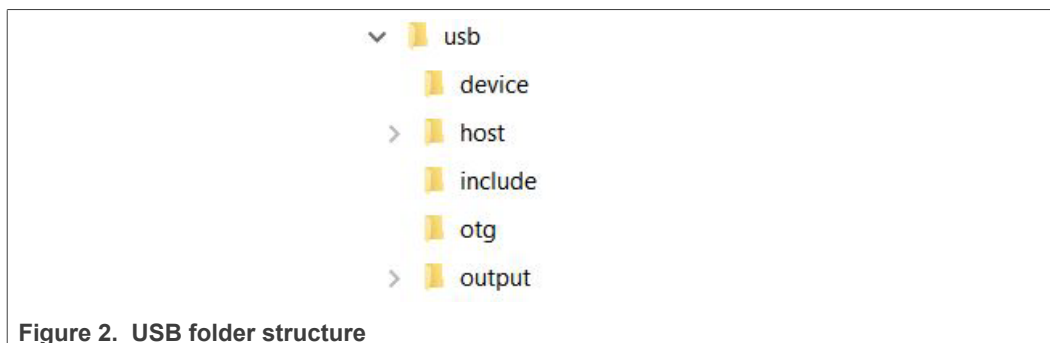 usb
device
host
include
otg
output
Figure 2. USB folder structure